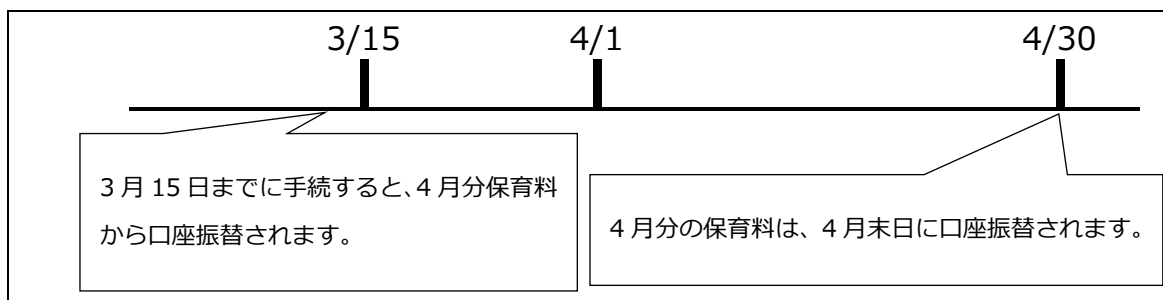 3/15
4/1
4/30
3月15日までに手続すると、4月分保育料
から口座振替されます。
4月分の保育料は、4月末日に口座振替されます。